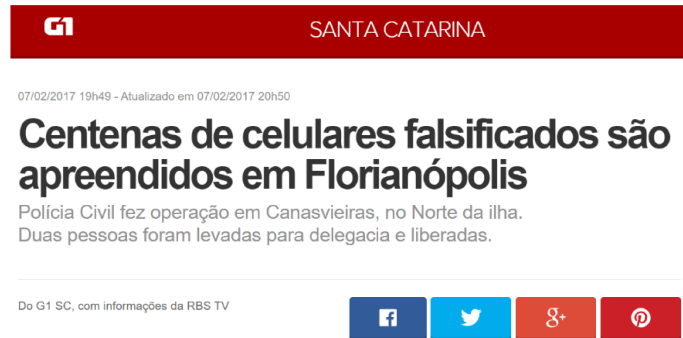 G1
SANTA CATARINA
07/02/2017 19h49 - Atualizado em 07/02/2017 20h50
Centenas de celulares falsificados são
apreendidos em Florianópolis
Polícia Civil fez operação em Canasvieiras, no Norte da ilha.
Duas pessoas foram levadas para delegacia e liberadas.
Do G1 SC, com informações da RBS TV